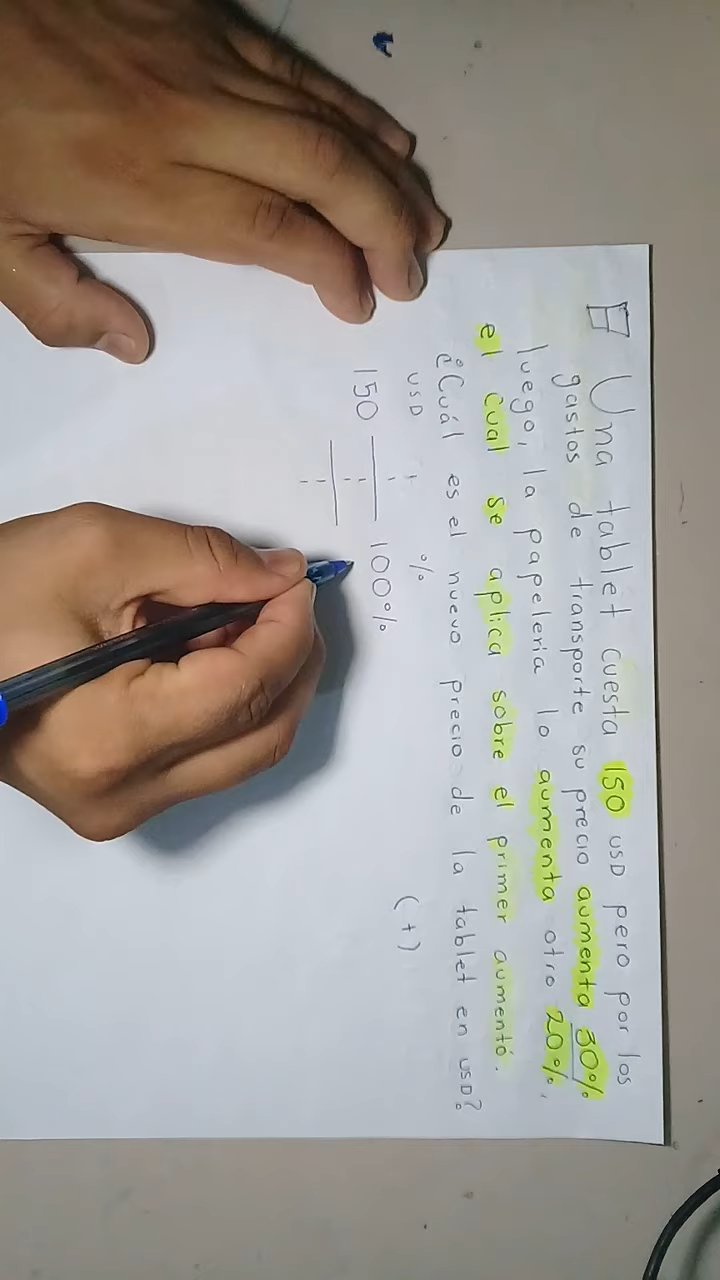 Una tablet cuesta 150 USD pero por los
gastos de transporte su precio aumenta 30%
luego, la papelería lo aumenta otro 20%,
el cual se aplica sobre el primer aumento.
¿Cuál es el nuevo precio de la tablet en USD?
USD % (+)
150 100%